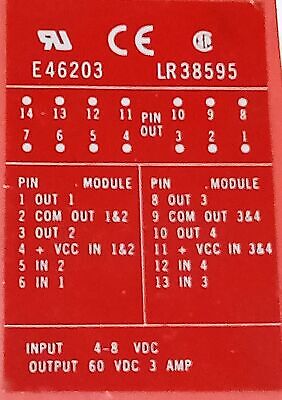 RU CE
E46203 LR38595
14 - 13 12 11 PIN 10 9 8
7 6 5 4 OUT 3 2 1
PIN MODULE
1 OUT 1
2 COM OUT 1&2
3 OUT 2
4 + VCC IN 1&2
5 IN 2
6 IN 1
PIN MODULE
8 OUT 3
9 COM OUT 3&4
10 OUT 4
11 + VCC IN 3&4
12 IN 4
13 IN 3
INPUT 4-8 VDC
OUTPUT 60 VDC 3 AMP